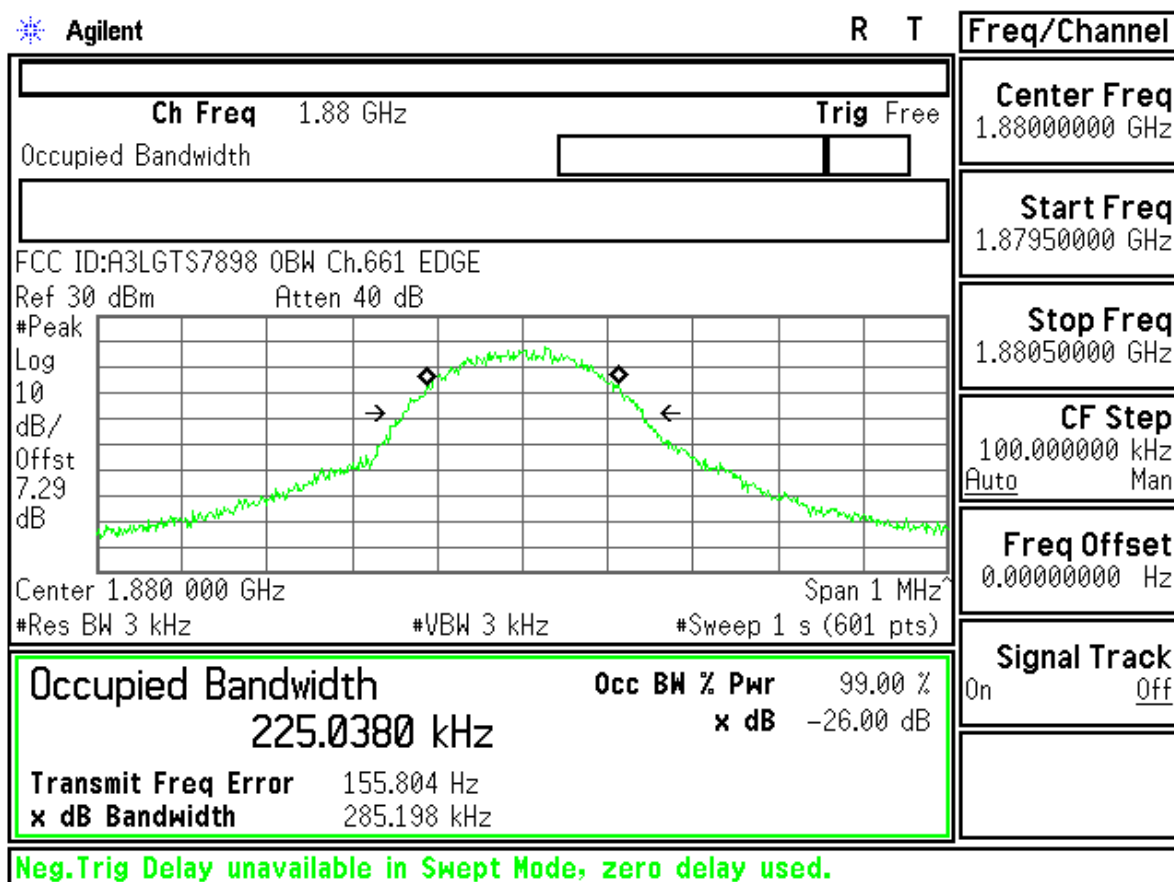 Agilent R T
Freq/Channel
Ch Freq 1.88 GHz Trig Free
Occupied Bandwidth
FCC ID:A3LGTS7898 OBW Ch.661 EDGE
Ref 30 dBm Atten 40 dB
#Peak
Log
10
dB/
Offst
7.29
dB
Center 1.880 000 GHz Span 1 MHz^
#Res BW 3 kHz #VBW 3 kHz #Sweep 1 s (601 pts)
Occupied Bandwidth
225.0380 kHz
Occ BW % Pwr 99.00 %
x dB -26.00 dB
Transmit Freq Error 155.804 Hz
x dB Bandwidth 285.198 kHz
Neg.Trig Delay unavailable in Swept Mode, zero delay used.
Center Freq
1.88000000 GHz
Start Freq
1.87950000 GHz
Stop Freq
1.88050000 GHz
CF Step
100.000000 kHz
Auto Man
Freq Offset
0.00000000 Hz
Signal Track
On Off